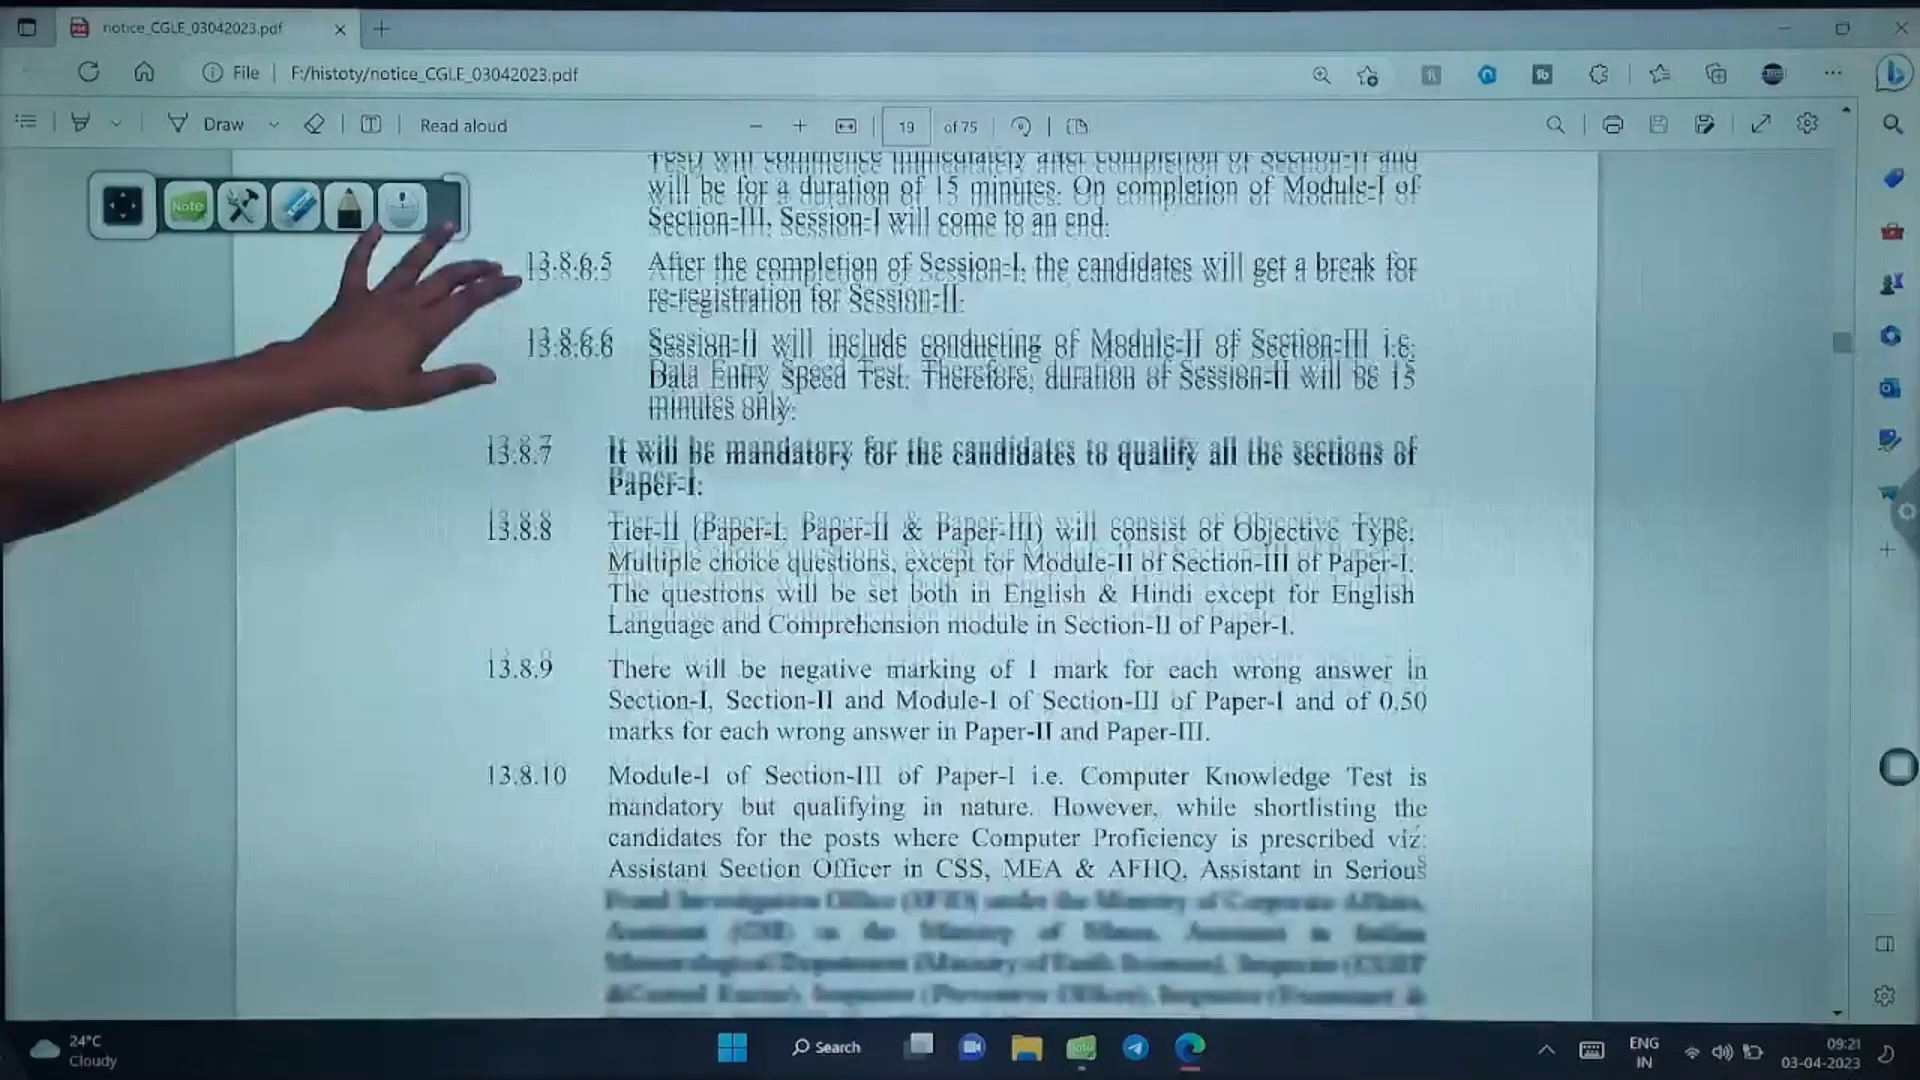 notice_CGLE_03042023.pdf
File
F:/histoty/notice_CGLE_03042023.pdf
Draw
Read aloud
19
of 75
Note
Test) will commence immediately after completion of Section-II and
will be for a duration of 15 minutes. On completion of Module-I of
Section-III, Session-I will come to an end.
13.8.6.5 After the completion of Session-I, the candidates will get a break for
re-registration for Session-II.
13.8.6.6 Session-II will include conducting of Module-II of Section-III i.e.
Data Entry Speed Test. Therefore, duration of Session-II will be 15
minutes only.
13.8.7 It will be mandatory for the candidates to qualify all the sections of
Paper-I.
13.8.8 Tier-II (Paper-I, Paper-II & Paper-III) will consist of Objective Type,
Multiple choice questions, except for Module-II of Section-III of Paper-I.
The questions will be set both in English & Hindi except for English
Language and Comprehension module in Section-II of Paper-I.
13.8.9 There will be negative marking of 1 mark for each wrong answer in
Section-I, Section-II and Module-I of Section-III of Paper-I and of 0.50
marks for each wrong answer in Paper-II and Paper-III.
13.8.10 Module-I of Section-III of Paper-I i.e. Computer Knowledge Test is
mandatory but qualifying in nature. However, while shortlisting the
candidates for the posts where Computer Proficiency is prescribed viz.
Assistant Section Officer in CSS, MEA & AFHQ, Assistant in Serious
24°C
Cloudy
Search
ENG
IN
09:21
03-04-2023